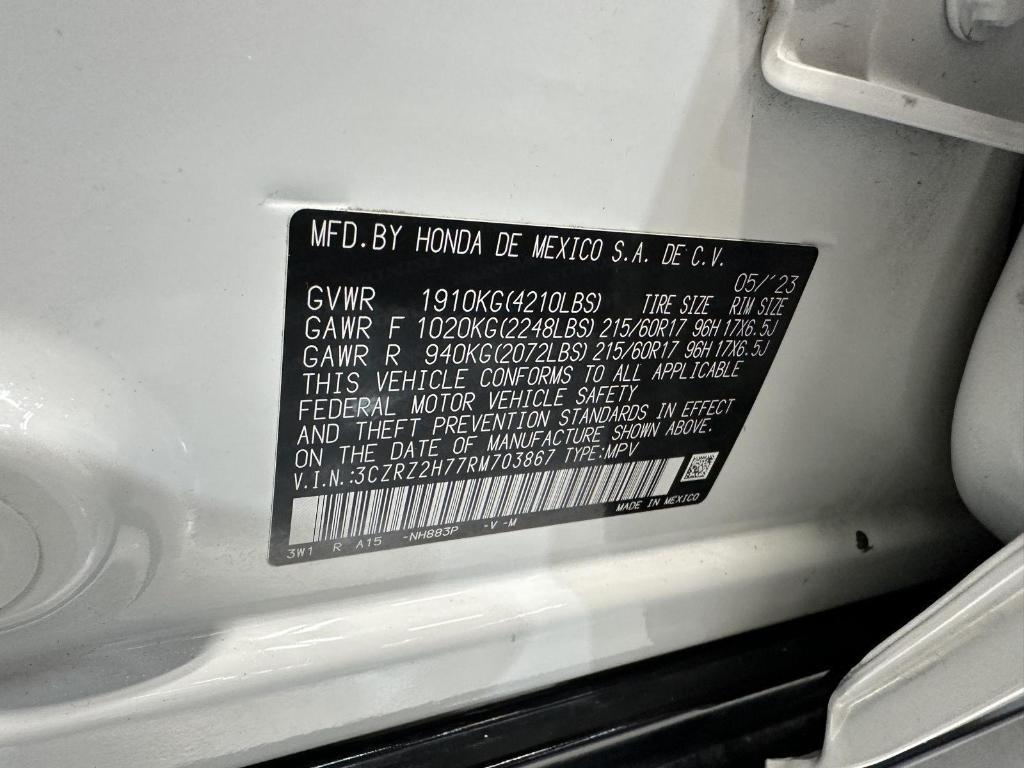 MFD.BY HONDA DE MEXICO S.A. DE C.V.
05/'23
GVWR 1910KG(4210LBS) TIRE SIZE RIM SIZE
GAWR F 1020KG(2248LBS) 215/60R17 96H 17X6.5J
GAWR R 940KG(2072LBS) 215/60R17 96H 17X6.5J
THIS VEHICLE CONFORMS TO ALL APPLICABLE
FEDERAL MOTOR VEHICLE SAFETY
AND THEFT PREVENTION STANDARDS IN EFFECT
ON THE DATE OF MANUFACTURE SHOWN ABOVE.
V.I.N.:3CZRZ2H77RM703867 TYPE:MPV
MADE IN MEXICO
3W1 R A15 -NH883P -V -M